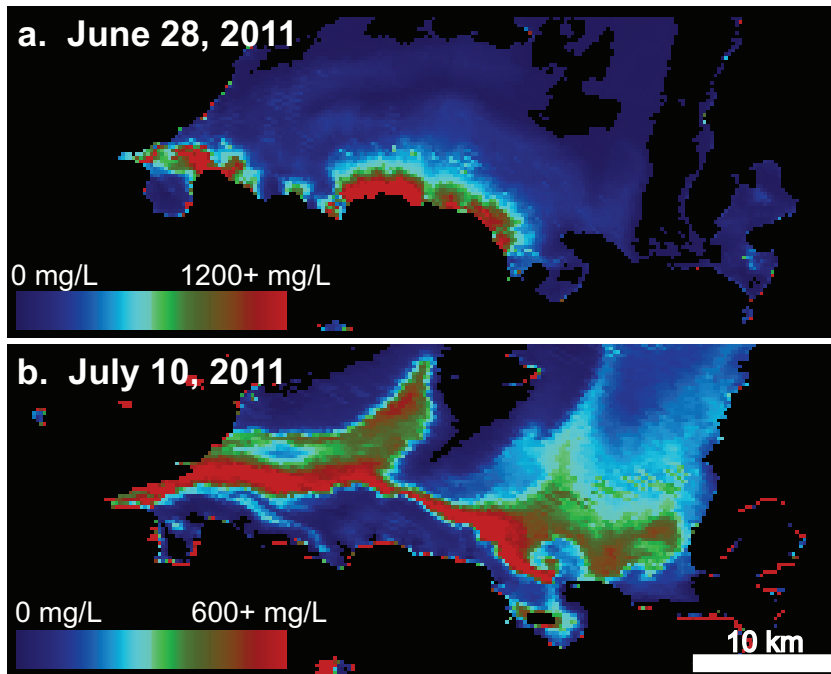 a. June 28, 2011
0 mg/L 1200+ mg/L
b. July 10, 2011
0 mg/L 600+ mg/L
10 km